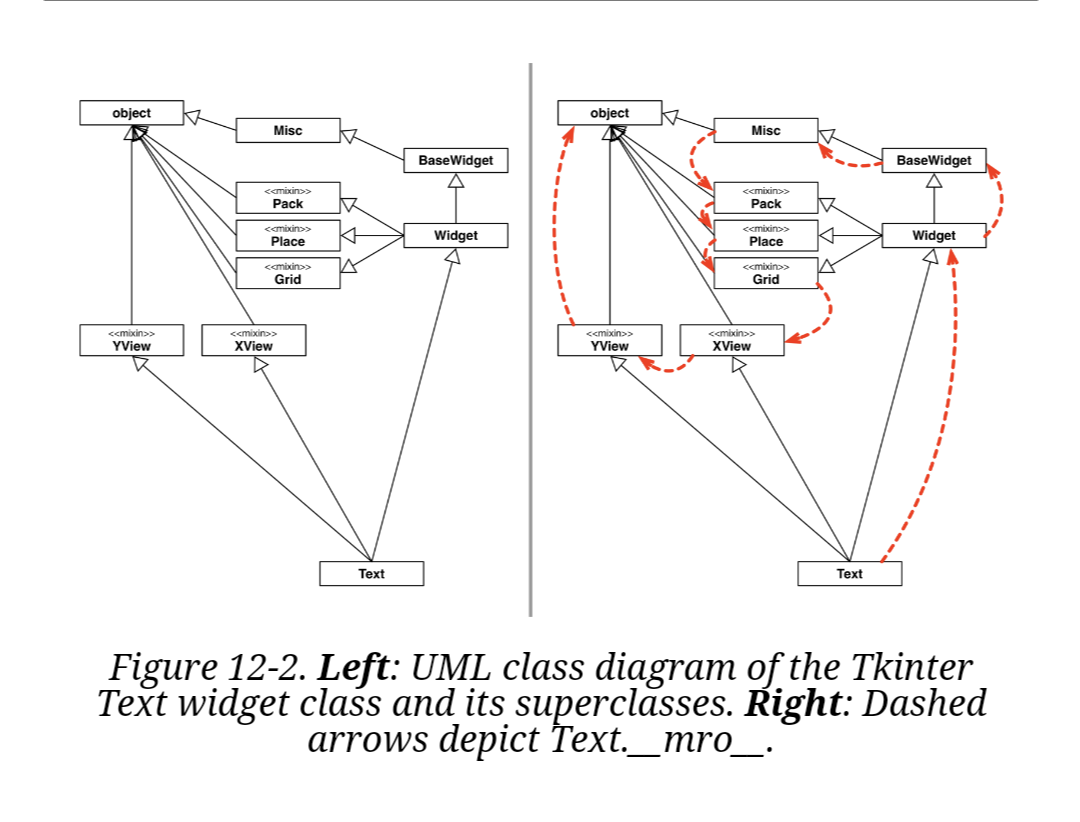 object
Misc
BaseWidget
<<mixin>>
Pack
<<mixin>>
Place
Widget
<<mixin>>
Grid
<<mixin>>
YView
<<mixin>>
XView
Text
object
Misc
BaseWidget
<<mixin>>
Pack
<<mixin>>
Place
Widget
<<mixin>>
Grid
<<mixin>>
YView
<<mixin>>
XView
Text
Figure 12-2. Left: UML class diagram of the Tkinter
Text widget class and its superclasses. Right: Dashed
arrows depict Text.__mro__.